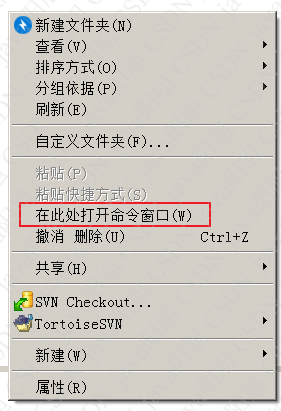 新建文件夹(N)
查看(V)
排序方式(O)
分组依据(P)
刷新(E)
自定义文件夹(F)...
粘贴(P)
粘贴快捷方式(S)
在此处打开命令窗口(W)
撤消 删除(U) Ctrl+Z
共享(H)
SVN Checkout...
TortoiseSVN
新建(W)
属性(R)